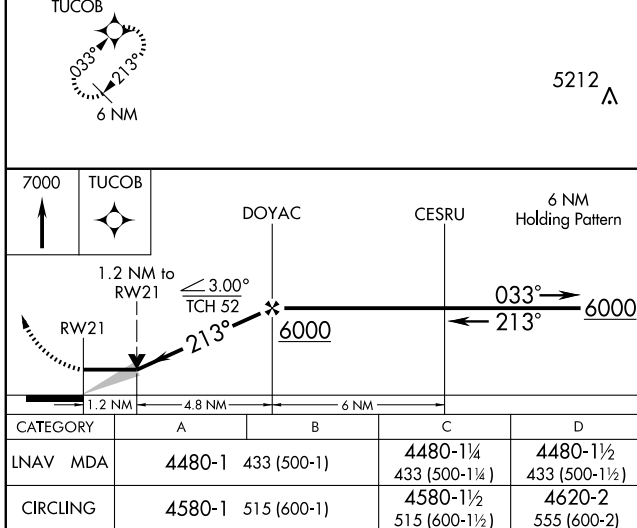 TUCOB
033°
213°
6 NM
5212
7000
TUCOB
DOYAC
CESRU
6 NM
Holding Pattern
1.2 NM to
RW21
3.00°
TCH 52
RW21
213°
6000
033°
213°
6000
1.2 NM
4.8 NM
6 NM
CATEGORY A B C D
LNAV MDA 4480-1 433 (500-1) 4480-1¼ 4480-1½
433 (500-1¼) 433 (500-1½)
CIRCLING 4580-1 515 (600-1) 4580-1½ 4620-2
515 (600-1½) 555 (600-2)